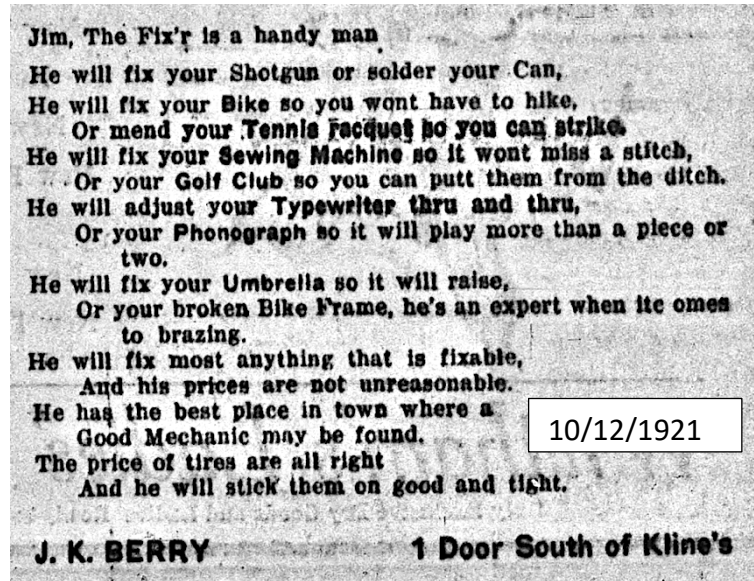 Jim, The Fix'r is a handy man
He will fix your Shotgun or solder your Can,
He will fix your Bike so you wont have to hike,
Or mend your Tennis racquet so you can strike.
He will fix your Sewing Machine so it wont miss a stitch,
Or your Golf Club so you can putt them from the ditch.
He will adjust your Typewriter thru and thru,
Or your Phonograph so it will play more than a piece or
two.
He will fix your Umbrella so it will raise,
Or your broken Bike Frame, he's an expert when itc omes
to brazing.
He will fix most anything that is fixable,
And his prices are not unreasonable.
He has the best place in town where a
Good Mechanic may be found.
10/12/1921
The price of tires are all right
And he will stick them on good and tight.
J. K. BERRY 1 Door South of Kline's